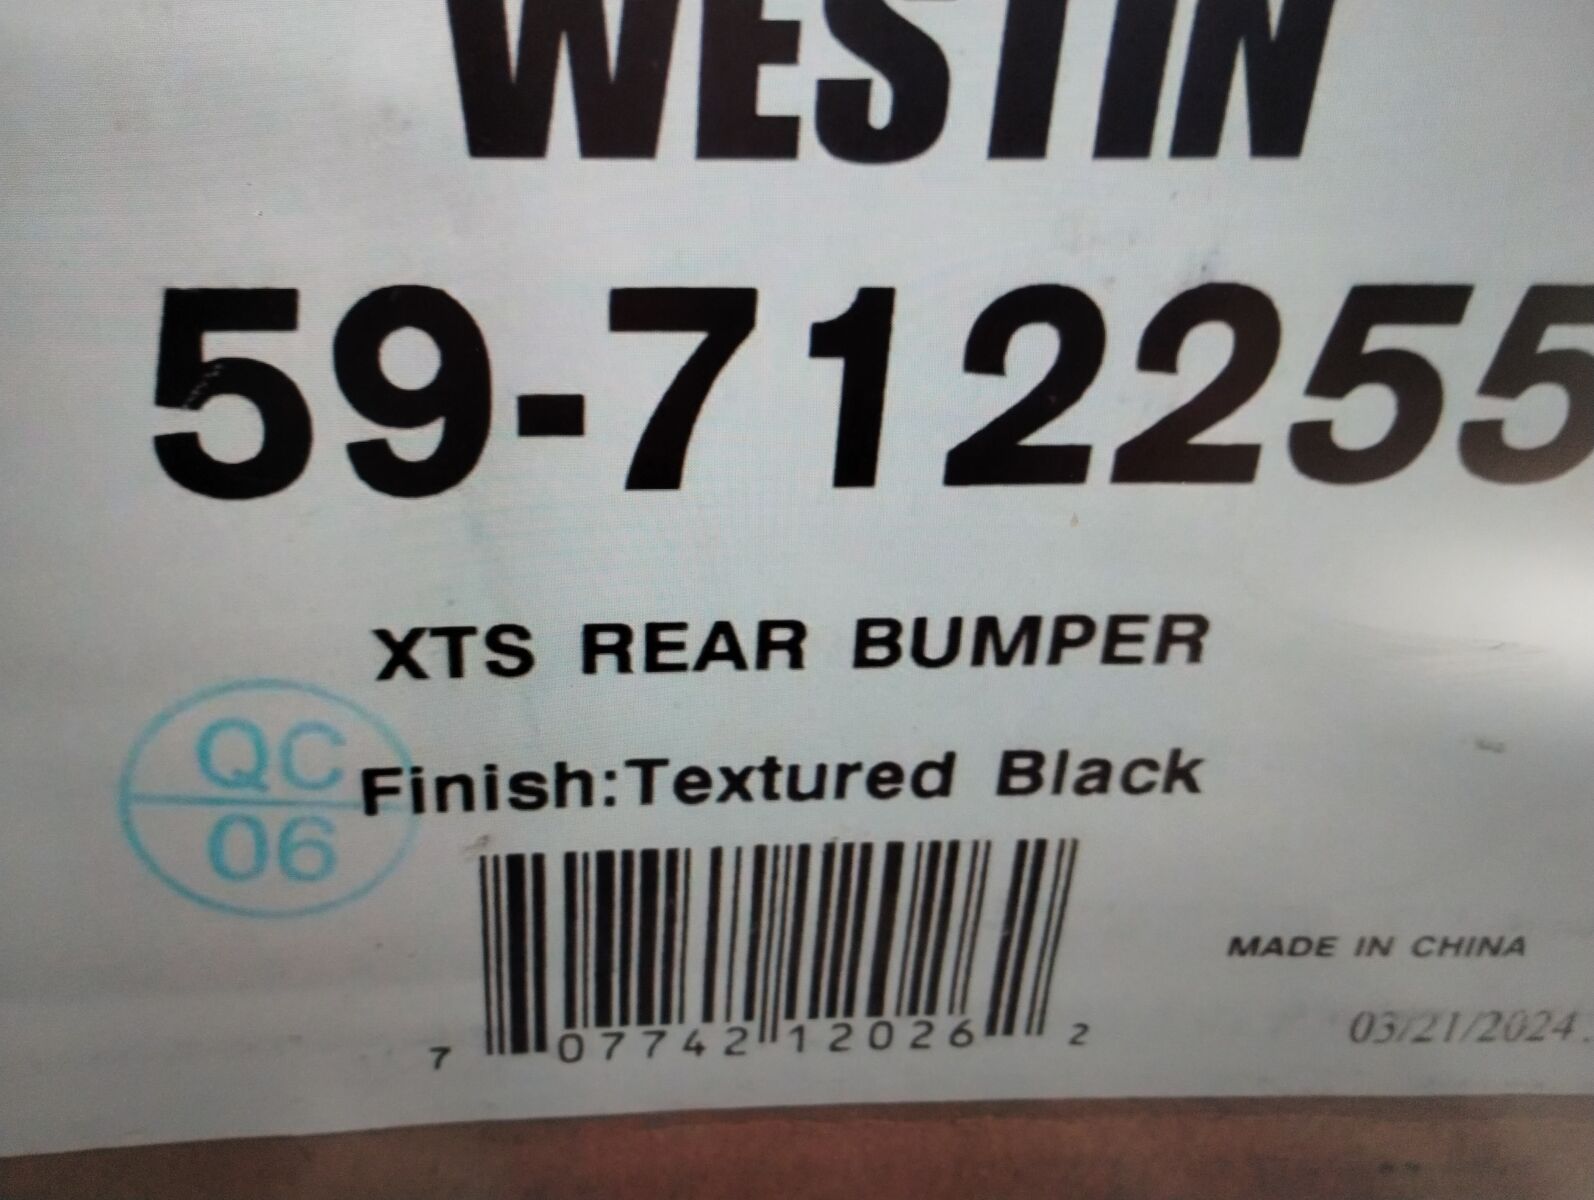 WESTIN
59-712255
XTS REAR BUMPER
QC
06
Finish:Textured Black
7 07742 12026 2
MADE IN CHINA
03/21/2024.